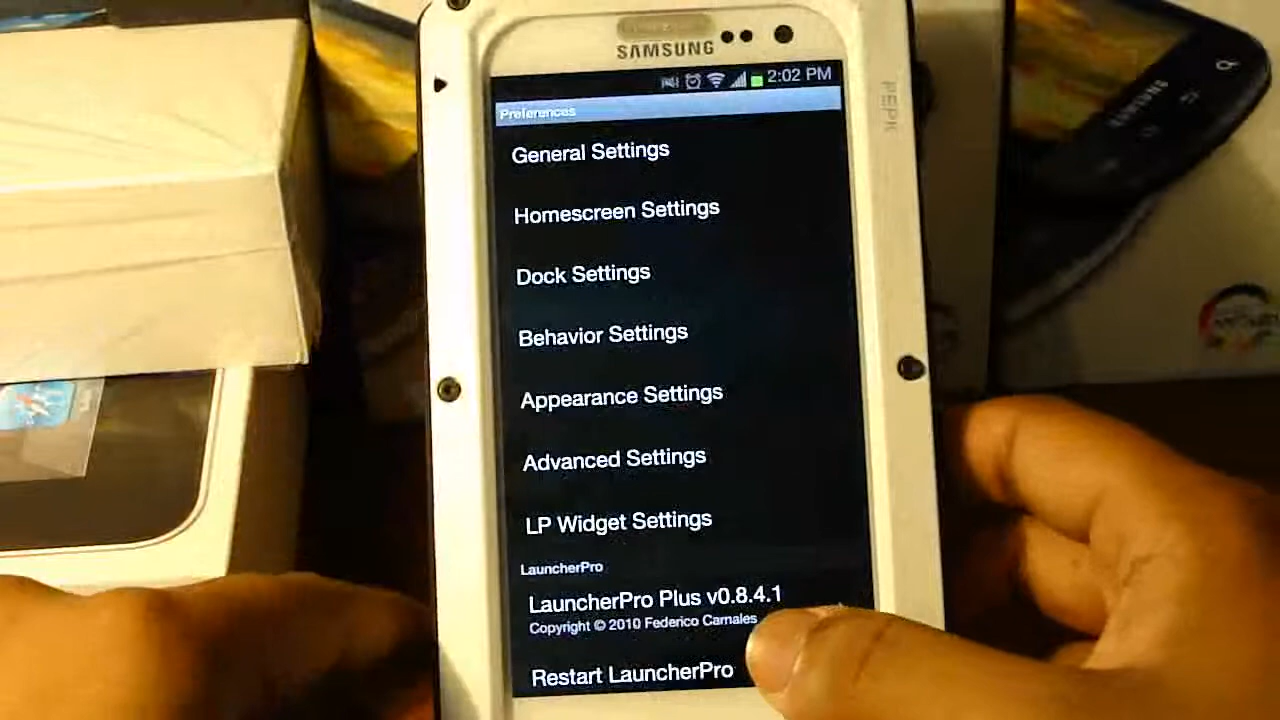 SAMSUNG
2:02 PM
Preferences
General Settings
Homescreen Settings
Dock Settings
Behavior Settings
Appearance Settings
Advanced Settings
LP Widget Settings
LauncherPro
LauncherPro Plus v0.8.4.1
Copyright © 2010 Federico Carnales
Restart LauncherPro
SAMSUNG